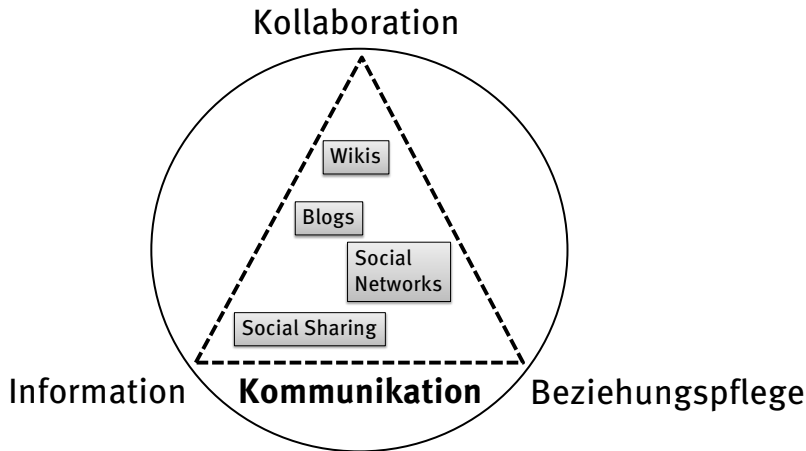 Kollaboration
Wikis
Blogs
Social
Networks
Social Sharing
Information
Kommunikation
Beziehungspflege